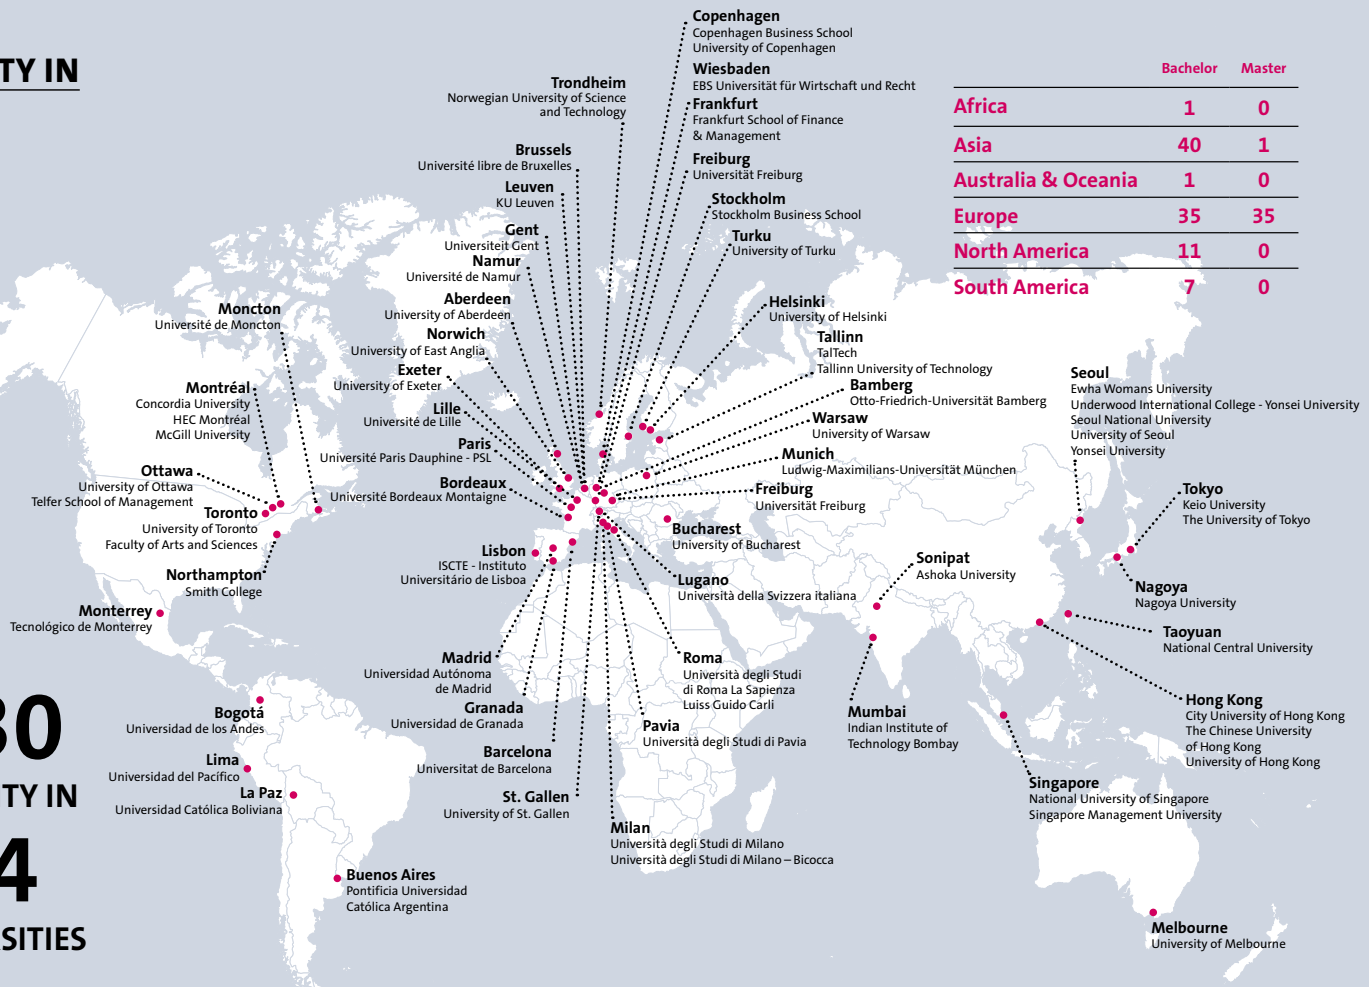 TY IN
30
TY IN
4
SITIES
Bachelor Master
Africa 1 0
Asia 40 1
Australia & Oceania 1 0
Europe 35 35
North America 11 0
South America 7 0
Copenhagen
Copenhagen Business School
University of Copenhagen
Wiesbaden
EBS Universität für Wirtschaft und Recht
Frankfurt
Frankfurt School of Finance
& Management
Freiburg
Universität Freiburg
Stockholm
Stockholm Business School
Turku
University of Turku
Helsinki
University of Helsinki
Tallinn
TalTech
Tallinn University of Technology
Bamberg
Otto-Friedrich-Universität Bamberg
Warsaw
University of Warsaw
Munich
Ludwig-Maximilians-Universität München
Freiburg
Universität Freiburg
Bucharest
University of Bucharest
Lugano
Università della Svizzera italiana
Roma
Università degli Studi
di Roma La Sapienza
Luiss Guido Carli
Pavia
Università degli Studi di Pavia
Milan
Università degli Studi di Milano
Università degli Studi di Milano – Bicocca
Trondheim
Norwegian University of Science
and Technology
Brussels
Université libre de Bruxelles
Leuven
KU Leuven
Gent
Universiteit Gent
Namur
Université de Namur
Aberdeen
University of Aberdeen
Norwich
University of East Anglia
Exeter
University of Exeter
Lille
Université de Lille
Paris
Université Paris Dauphine - PSL
Bordeaux
Université Bordeaux Montaigne
Lisbon
ISCTE - Instituto
Universitário de Lisboa
Madrid
Universidad Autónoma
de Madrid
Granada
Universidad de Granada
Barcelona
Universitat de Barcelona
St. Gallen
University of St. Gallen
Moncton
Université de Moncton
Montréal
Concordia University
HEC Montréal
McGill University
Ottawa
University of Ottawa
Telfer School of Management
Toronto
University of Toronto
Faculty of Arts and Sciences
Northampton
Smith College
Monterrey
Tecnológico de Monterrey
Bogotá
Universidad de los Andes
Lima
Universidad del Pacífico
La Paz
Universidad Católica Boliviana
Buenos Aires
Pontificia Universidad
Católica Argentina
Seoul
Ewha Womans University
Underwood International College - Yonsei University
Seoul National University
University of Seoul
Yonsei University
Tokyo
Keio University
The University of Tokyo
Nagoya
Nagoya University
Taoyuan
National Central University
Hong Kong
City University of Hong Kong
The Chinese University
of Hong Kong
University of Hong Kong
Sonipat
Ashoka University
Mumbai
Indian Institute of
Technology Bombay
Singapore
National University of Singapore
Singapore Management University
Melbourne
University of Melbourne